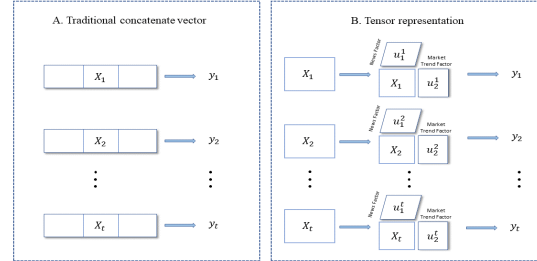 A. Traditional concatenate vector
X₁ y₁
X₂ y₂
Xₜ yₜ
B. Tensor representation
News Factor
u₁¹
Market
Trend Factor
X₁ X₁ u₂¹ y₁
News Factor
u₁²
Market
Trend Factor
X₂ X₂ u₂² y₂
News Factor
u₁ᵗ
Market
Trend Factor
Xₜ Xₜ u₂ᵗ yₜ